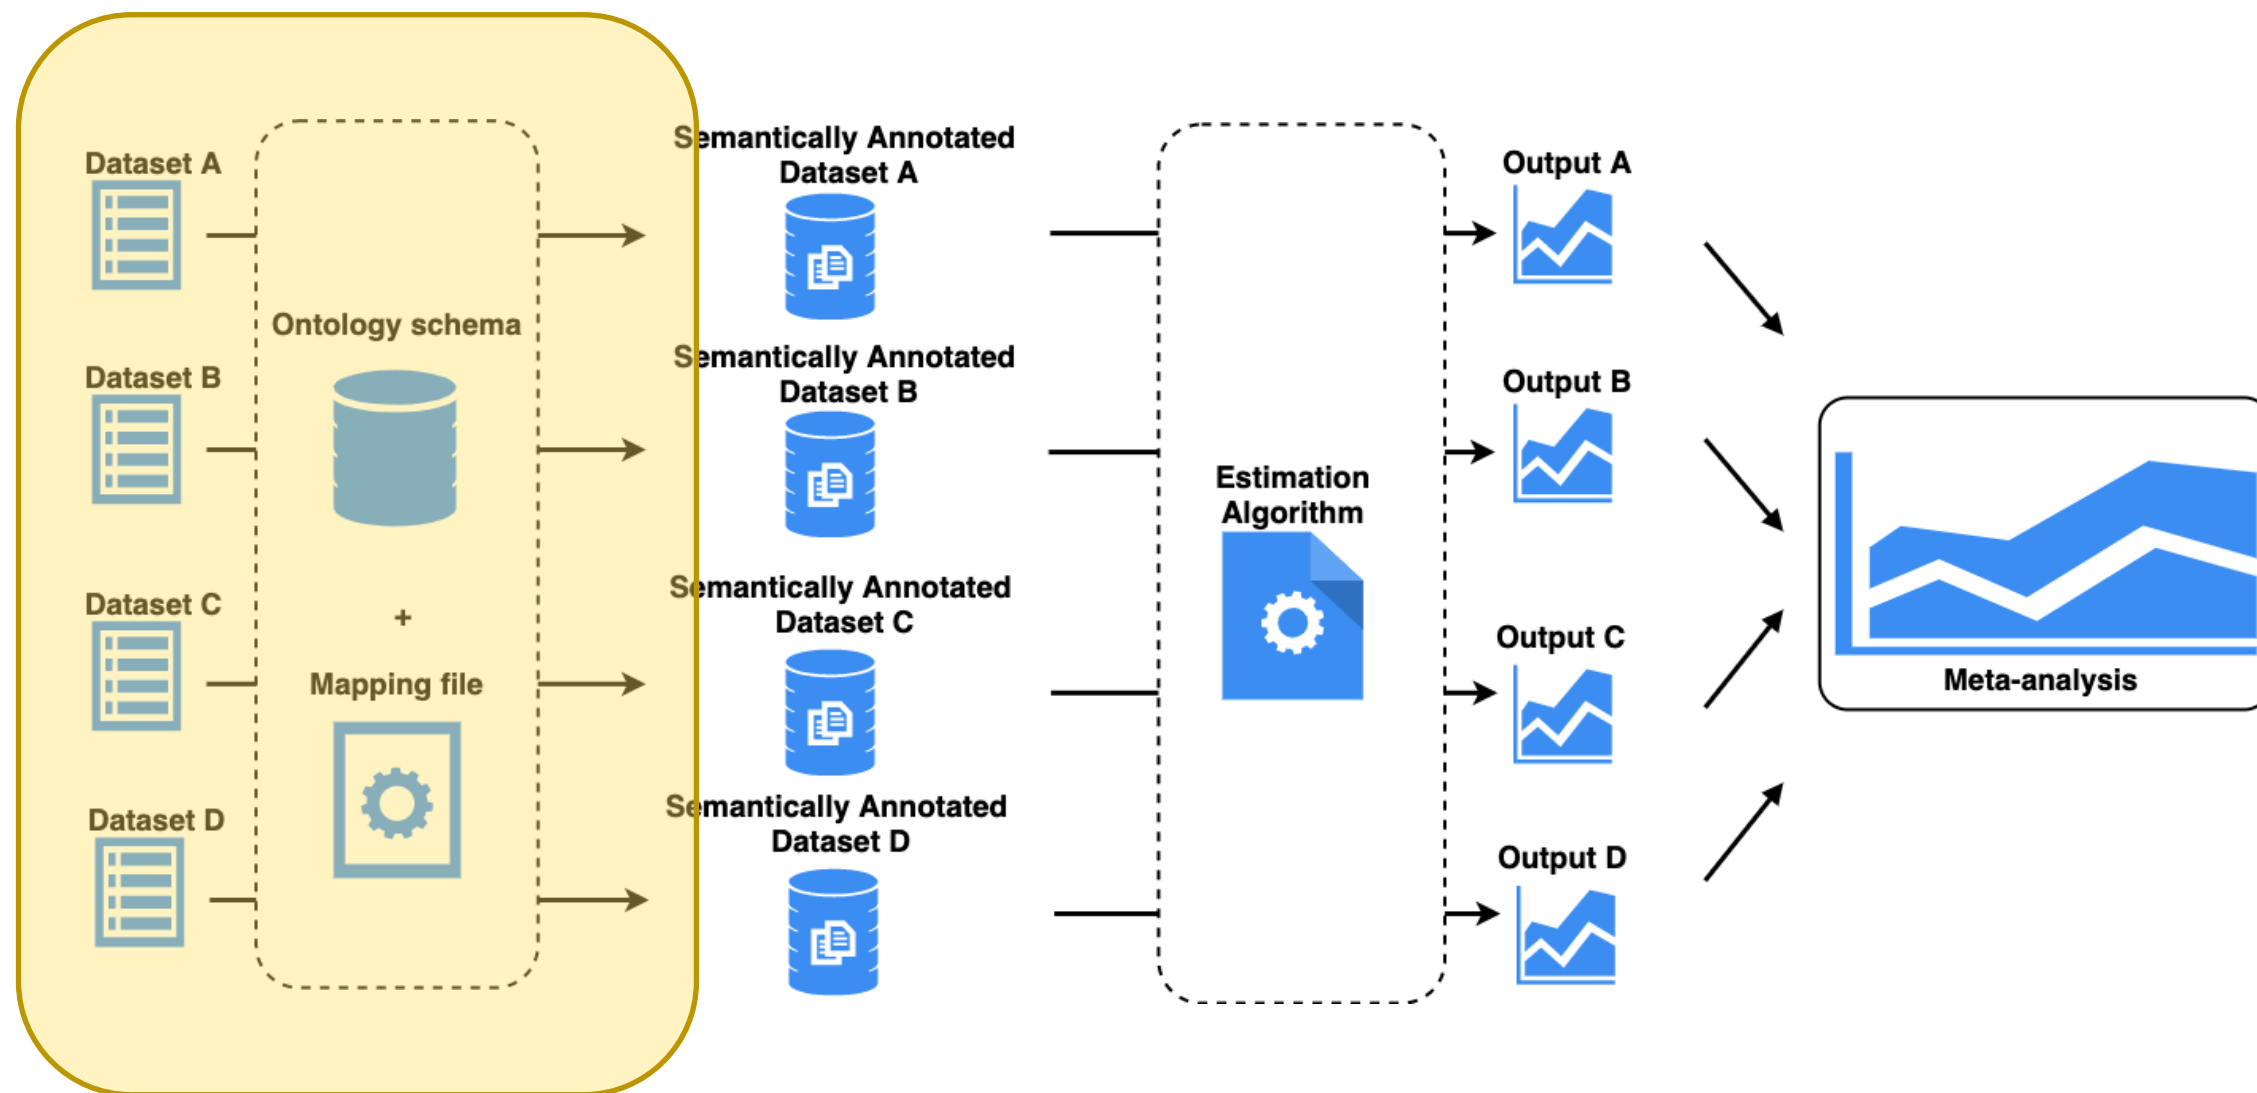 Dataset A
Dataset B
Dataset C
Dataset D
Ontology schema
+
Mapping file
Semantically Annotated
Dataset A
Semantically Annotated
Dataset B
Semantically Annotated
Dataset C
Semantically Annotated
Dataset D
Estimation
Algorithm
Output A
Output B
Output C
Output D
Meta-analysis